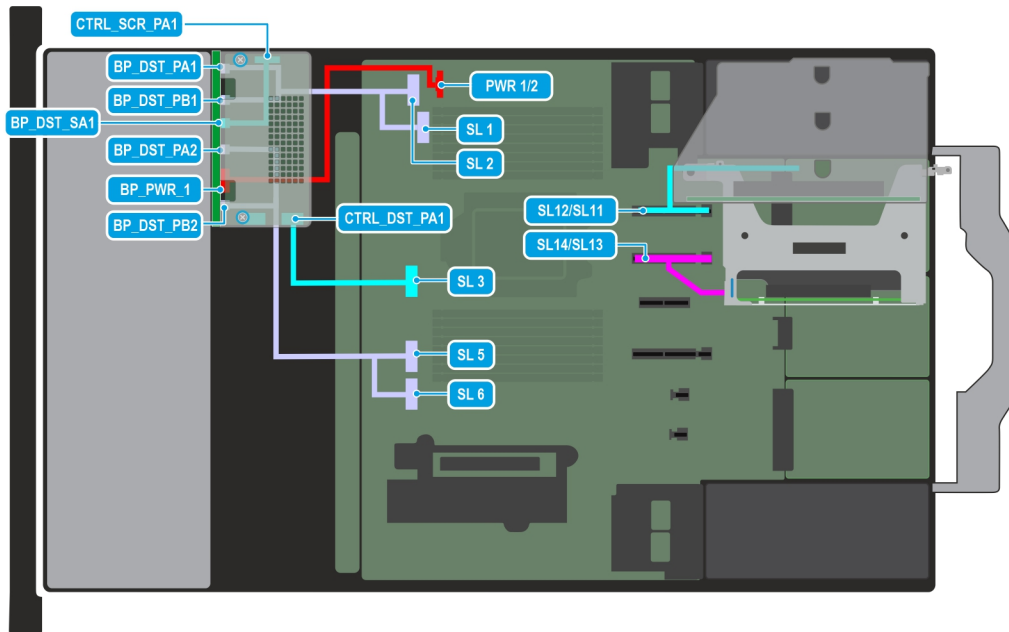 CTRL_SCR_PA1
BP_DST_PA1
BP_DST_PB1
BP_DST_SA1
BP_DST_PA2
BP_PWR_1
BP_DST_PB2
CTRL_DST_PA1
PWR 1/2
SL 1
SL 2
SL12/SL11
SL14/SL13
SL 3
SL 5
SL 6